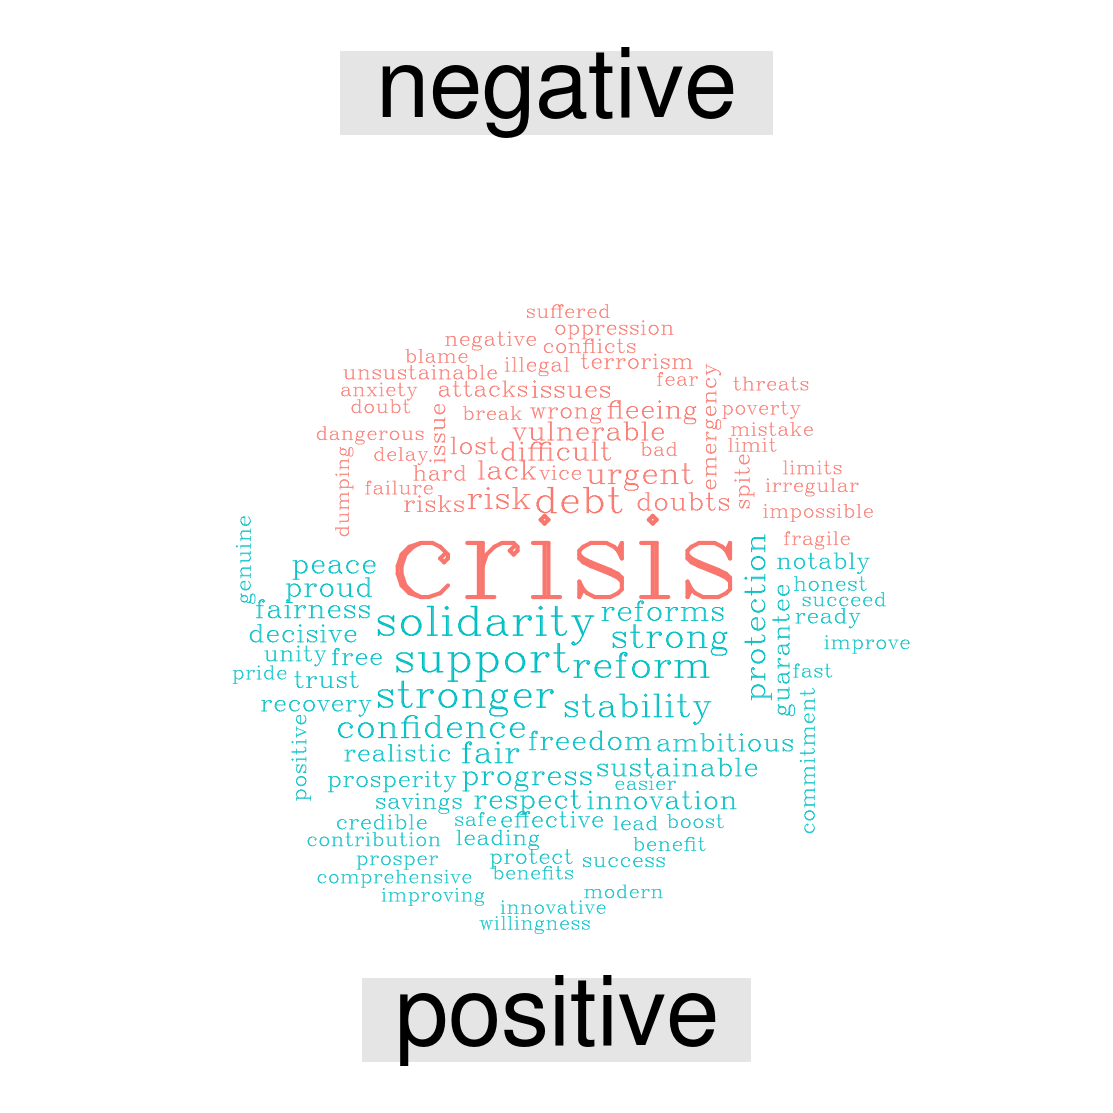 negative
suffered
oppression
negative
conflicts
blame
illegal
terrorism
unsustainable
fear
threats
anxiety
attacks
issues
emergency
doubt
issue
break
wrong
fleeing
poverty
dangerous
vulnerable
mistake
lost
difficult
bad
limit
delay
dumping
hard
lack
vice
urgent
spite
limits
failure
irregular
risks
risk
debt
doubts
impossible
crisis
fragile
genuine
peace
protection
notably
proud
guarantee
honest
fairness
solidarity
reforms
succeed
decisive
strong
ready
unity
free
support
reform
improve
pride
trust
stronger
fast
recovery
stability
commitment
positive
confidence
freedom
ambitious
realistic
fair
prosperity
progress
sustainable
easier
savings
respect
innovation
credible
safe
effective
lead
boost
contribution
leading
benefit
prosper
protect
success
comprehensive
benefits
improving
modern
innovative
willingness
positive